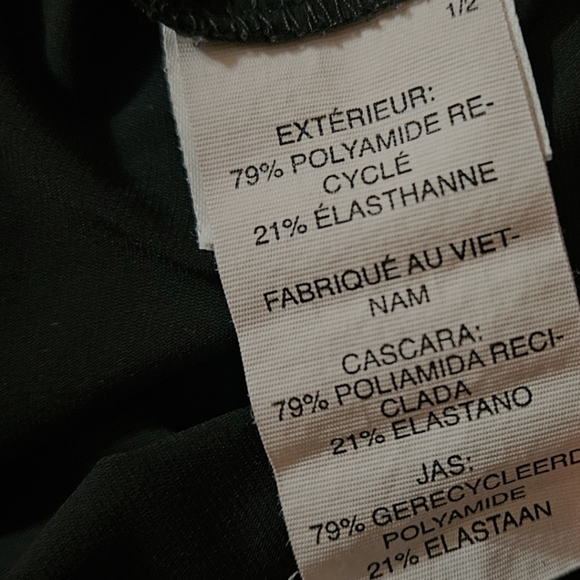 1/2
EXTÉRIEUR:
79% POLYAMIDE RE-
CYCLÉ
21% ÉLASTHANNE
FABRIQUÉ AU VIET-
NAM
CASCARA:
79% POLIAMIDA RECI-
CLADA
21% ELASTANO
JAS:
79% GERECYCLEERD
POLYAMIDE
21% ELASTAAN